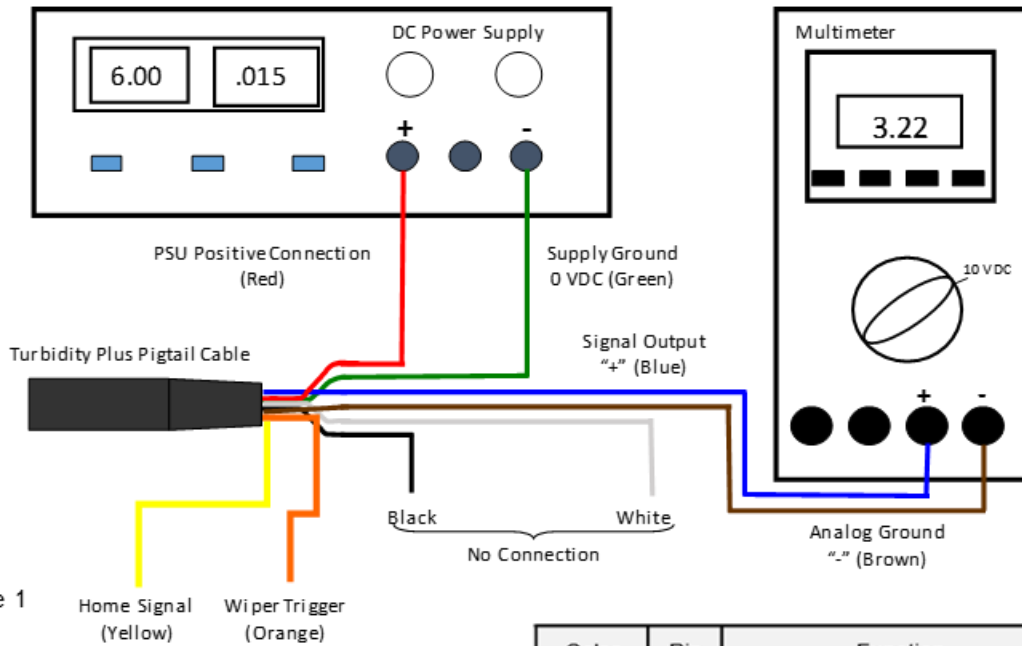 DC Power Supply
6.00
.015
+
-
Multimeter
3.22
10 VDC
PSU Positive Connection
(Red)
Supply Ground
0 VDC (Green)
Turbidity Plus Pigtail Cable
Signal Output
“+” (Blue)
+
-
Black
White
No Connection
Analog Ground
“-” (Brown)
e 1
Home Signal
(Yellow)
Wiper Trigger
(Orange)